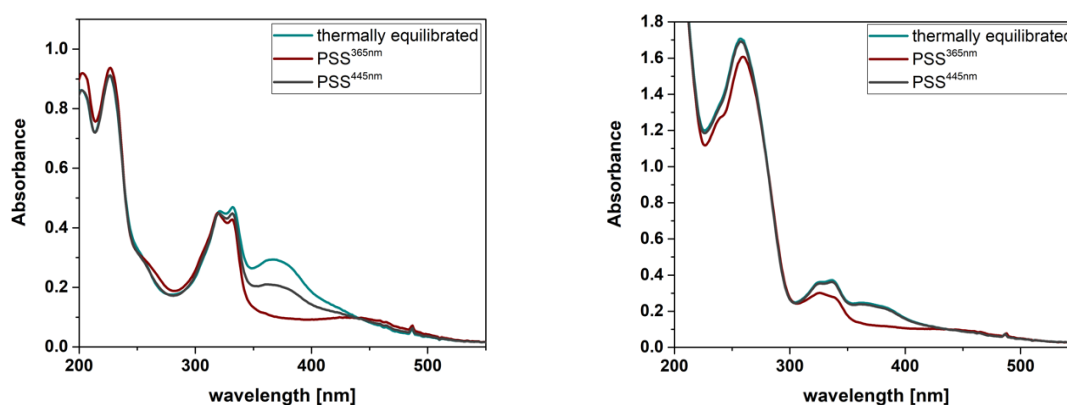 Absorbance
1.0
0.8
0.6
0.4
0.2
0.0
thermally equilibrated
PSS365nm
PSS445nm
200 300 400 500
wavelength [nm]
Absorbance
1.8
1.6
1.4
1.2
1.0
0.8
0.6
0.4
0.2
0.0
thermally equilibrated
PSS365nm
PSS445nm
200 300 400 500
wavelength [nm]